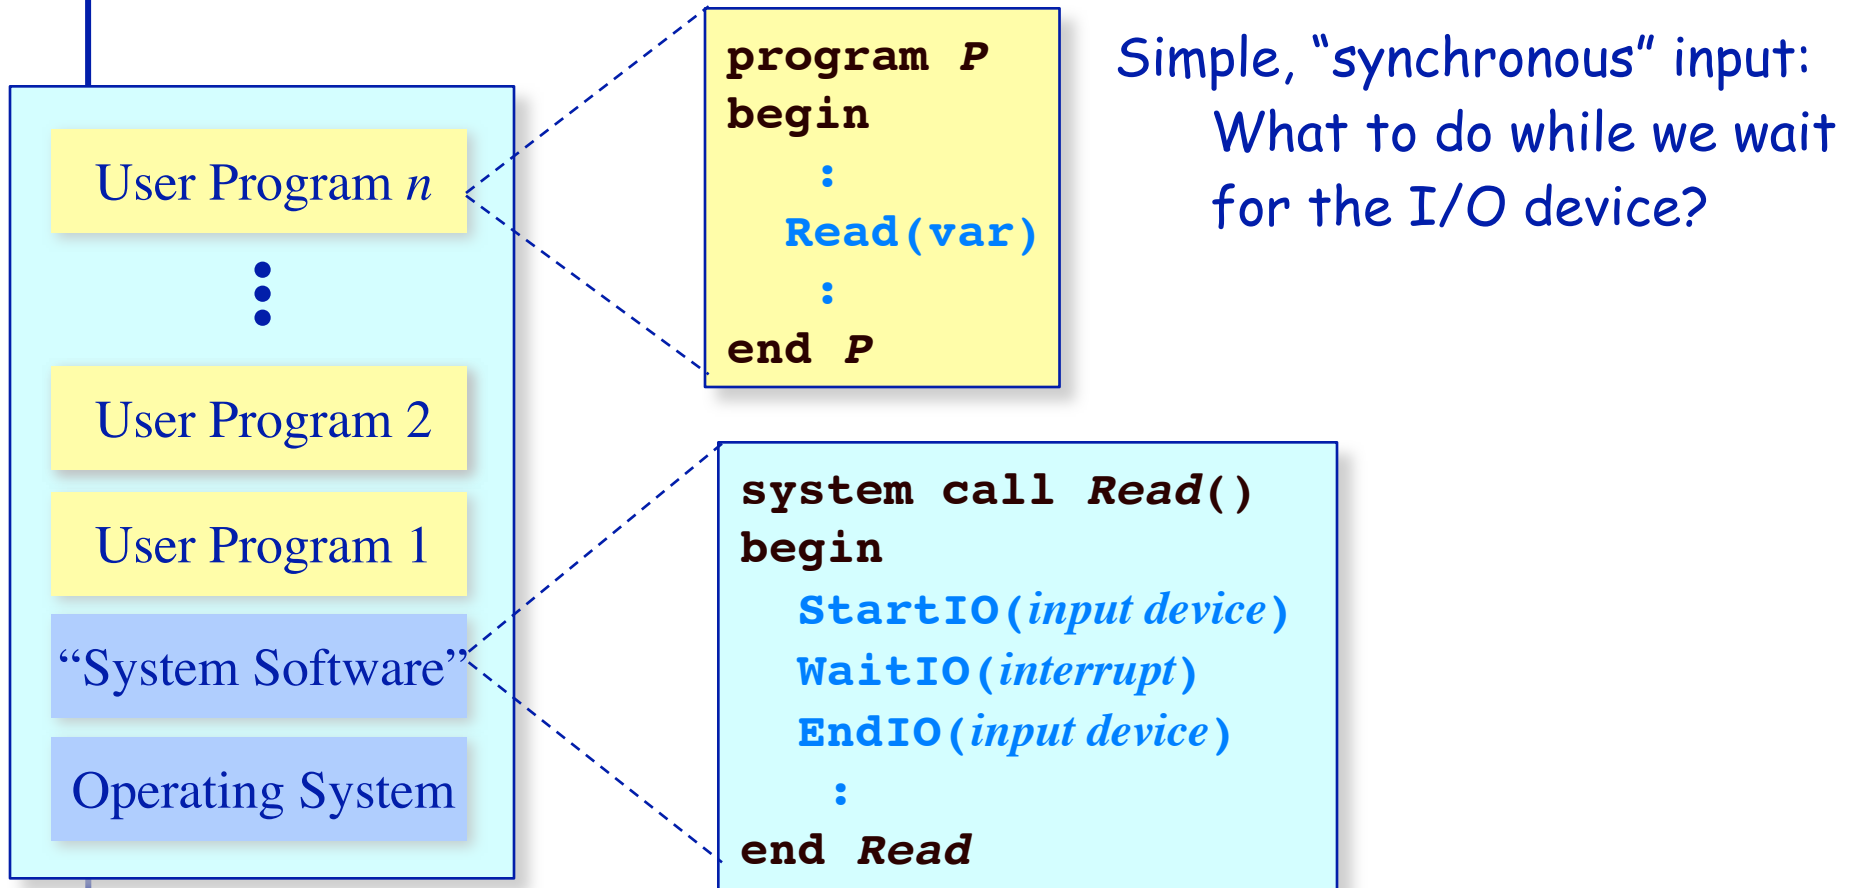 User Program n
User Program 2
User Program 1
“System Software”
Operating System
program P
begin
:
Read(var)
:
end P
Simple, “synchronous” input:
What to do while we wait
for the I/O device?
system call Read()
begin
StartIO(input device)
WaitIO(interrupt)
EndIO(input device)
:
end Read